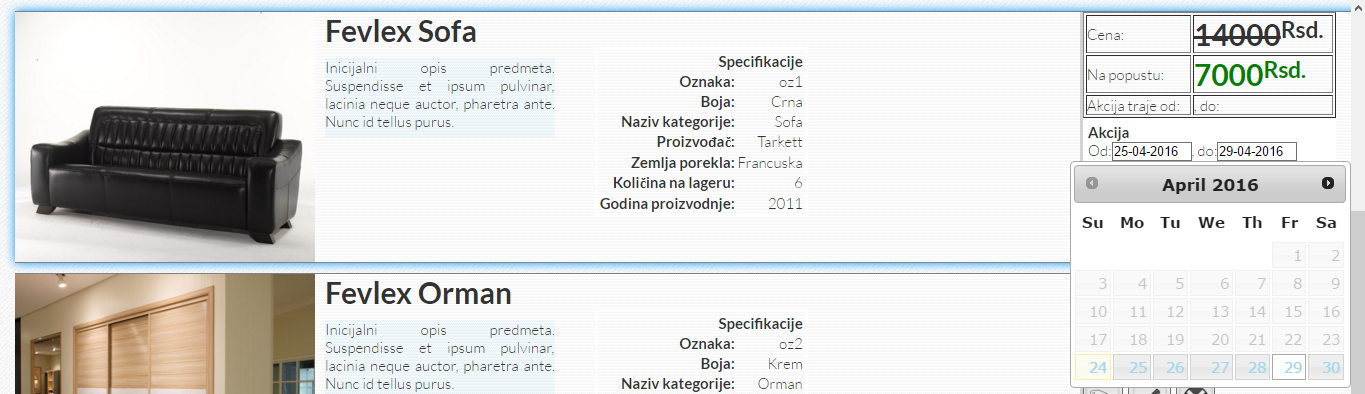 Fevlex Sofa
Inicijalni opis predmeta.
Suspendisse et ipsum pulvinar,
lacinia neque auctor, pharetra ante.
Nunc id tellus purus.
Specifikacije
Oznaka: oz1
Boja: Crna
Naziv kategorije: Sofa
Proizvođač: Tarkett
Zemlja porekla: Francuska
Količina na lageru: 6
Godina proizvodnje: 2011
Cena: 14000Rsd.
Na popustu: 7000Rsd.
Akcija traje od: , do:
Akcija
Od: 25-04-2016 , do: 29-04-2016
April 2016
Su Mo Tu We Th Fr Sa
1 2
3 4 5 6 7 8 9
10 11 12 13 14 15 16
17 18 19 20 21 22 23
24 25 26 27 28 29 30
Fevlex Orman
Inicijalni opis predmeta.
Suspendisse et ipsum pulvinar,
lacinia neque auctor, pharetra ante.
Nunc id tellus purus.
Specifikacije
Oznaka: oz2
Boja: Krem
Naziv kategorije: Orman